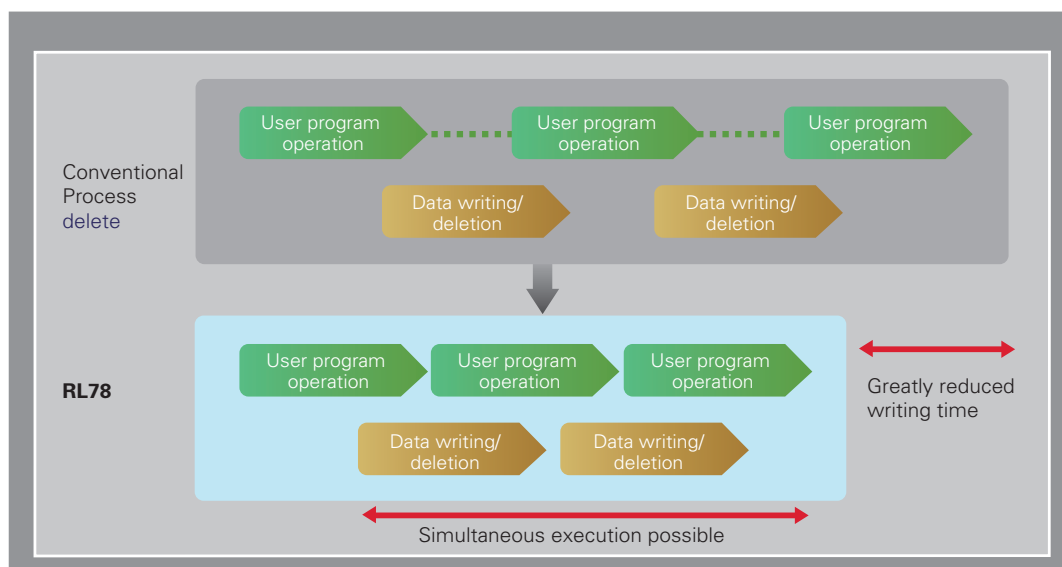 User program
operation
User program
operation
User program
operation
Conventional
Process
delete
Data writing/
deletion
Data writing/
deletion
User program
operation
User program
operation
User program
operation
RL78
Greatly reduced
writing time
Data writing/
deletion
Data writing/
deletion
Simultaneous execution possible